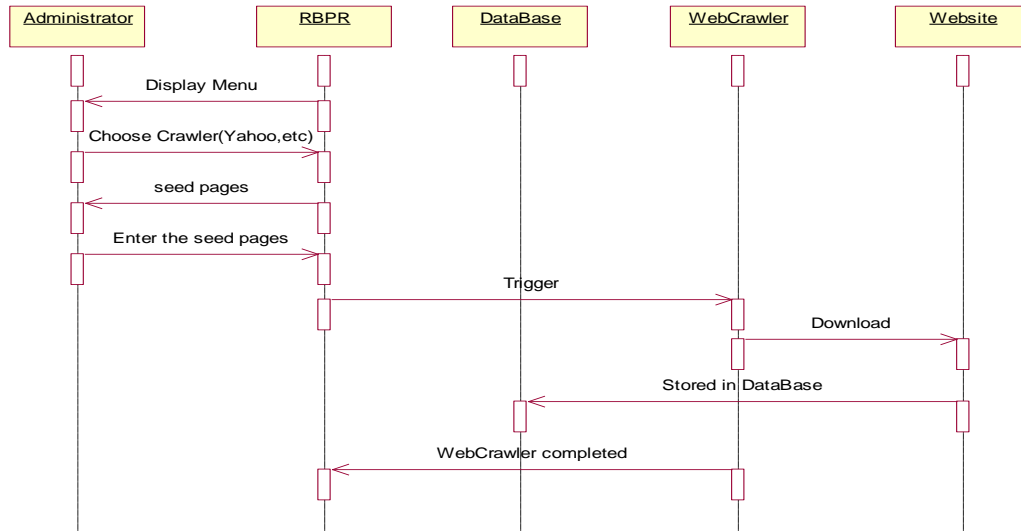 Administrator
RBPR
DataBase
WebCrawler
Website
Display Menu
Choose Crawler(Yahoo,etc)
seed pages
Enter the seed pages
Trigger
Download
Stored in DataBase
WebCrawler completed